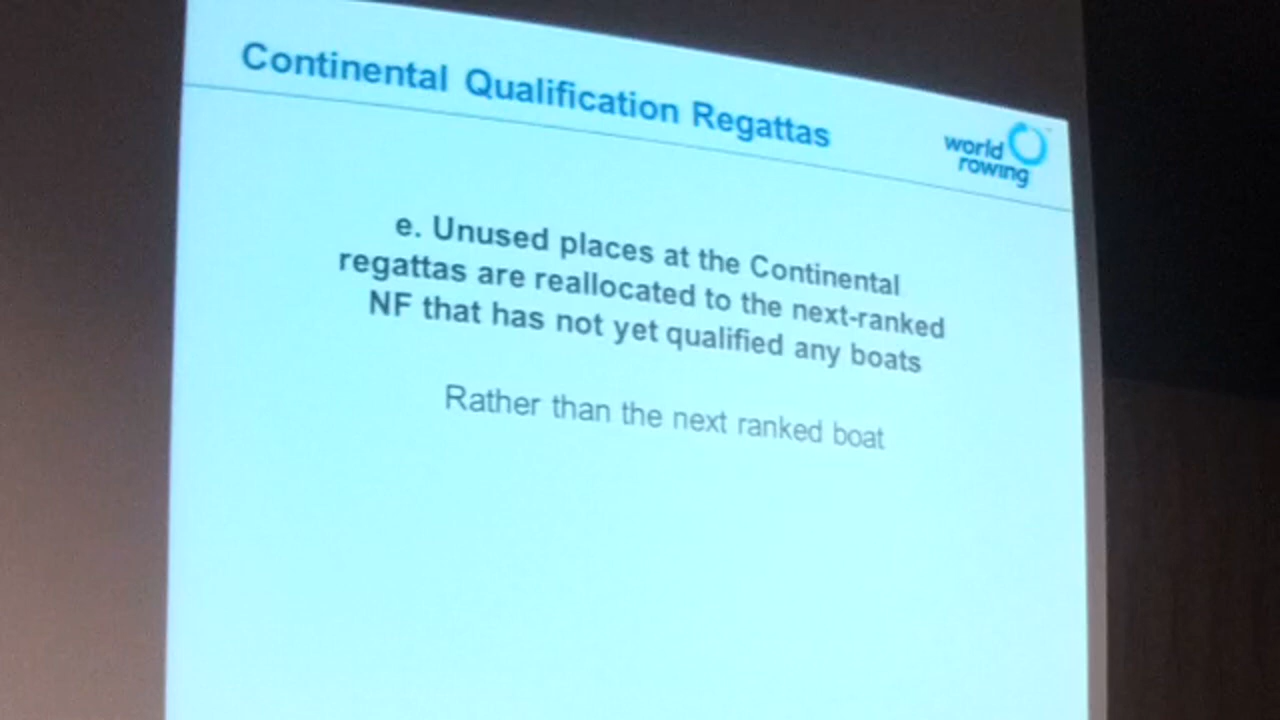 Continental Qualification Regattas
world
rowing
e. Unused places at the Continental
regattas are reallocated to the next-ranked
NF that has not yet qualified any boats
Rather than the next ranked boat